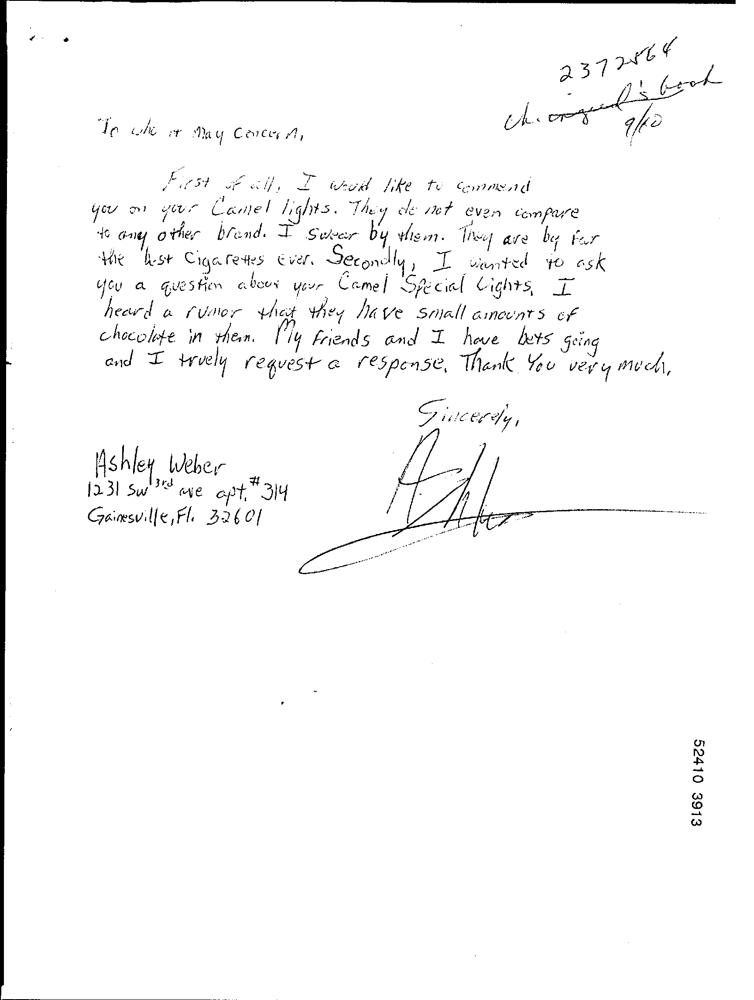 2372864
9/10
To who it May Concern,
First of all, I would like to commend
you on your Camel lights. They do not even compare
to any other brand. I swear by them. They are by far
the best Cigarettes ever. Secondly, I wanted to ask
you a question about your Camel Special Lights. I
heard a rumor that they have small amounts of
chocolate in them. My friends and I have bets going
and I truely request a response. Thank You very much,
Sincerely,
Ashley Weber
1231 SW 3rd ave apt. #314
Gainesville, Fl. 32601
52410 3913